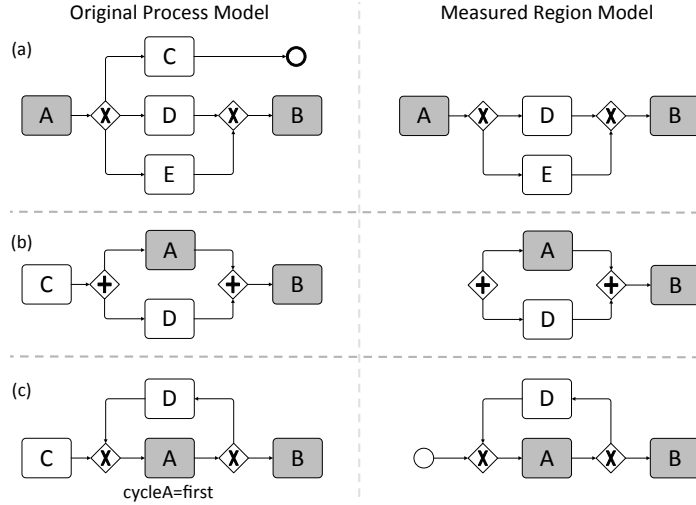 Original Process Model
Measured Region Model
(a)
C
A X D X B
E
A X D X B
E
(b)
A
C + + B
D
A
+ + B
D
(c)
D
C X A X B
cycleA=first
D
X A X B